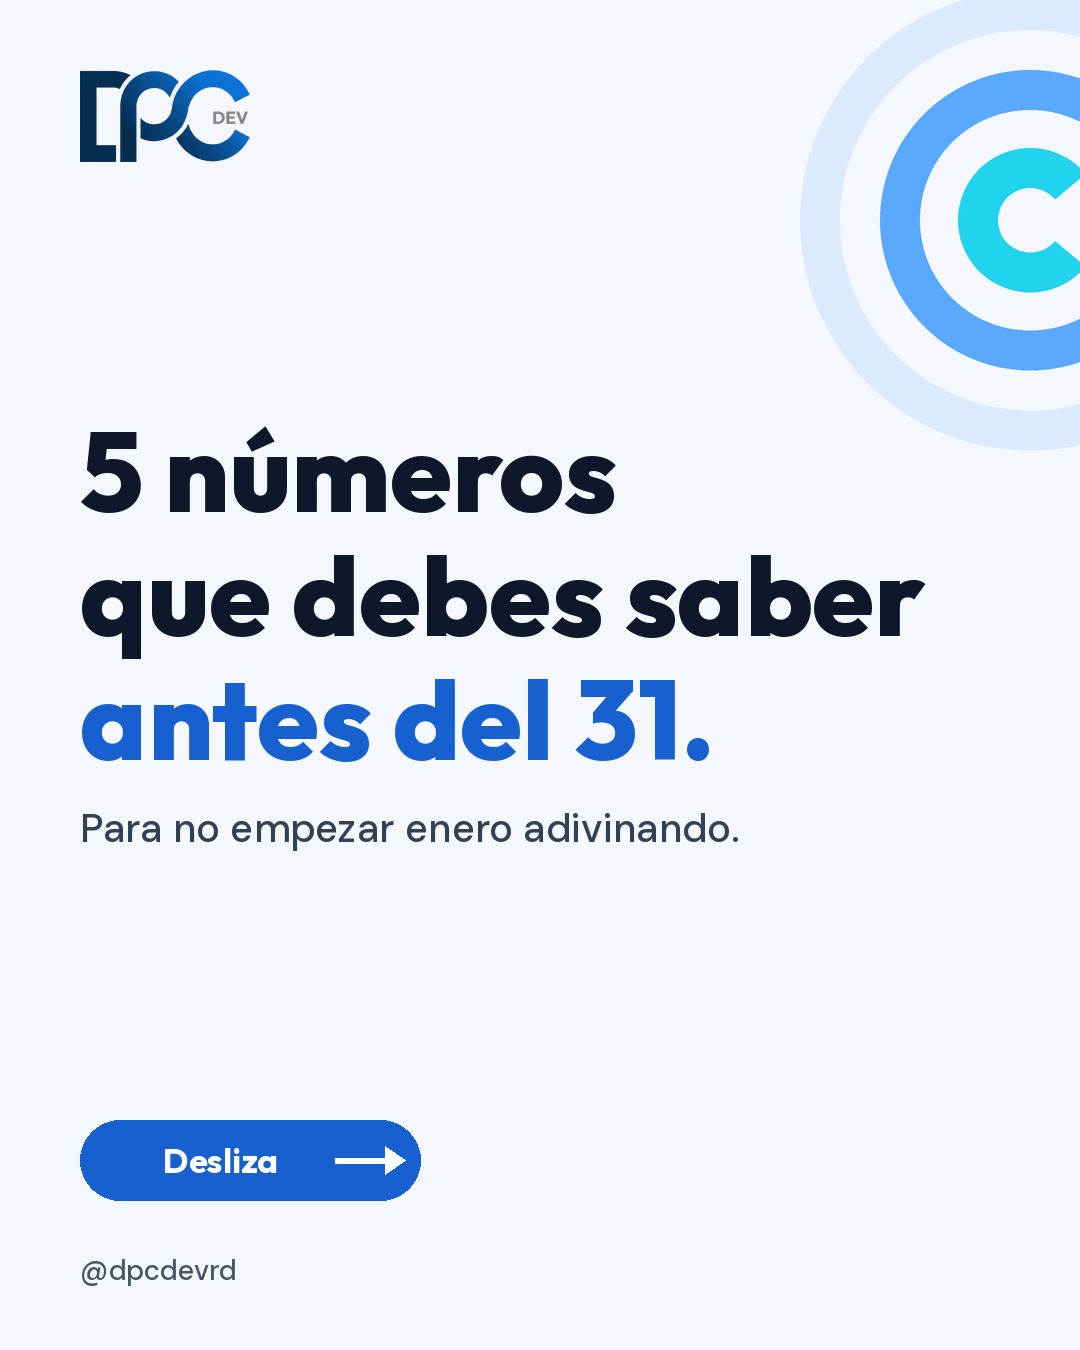 DPC
DEV
5 números
que debes saber
antes del 31.
Para no empezar enero adivinando.
Desliza
@dpcdevrd